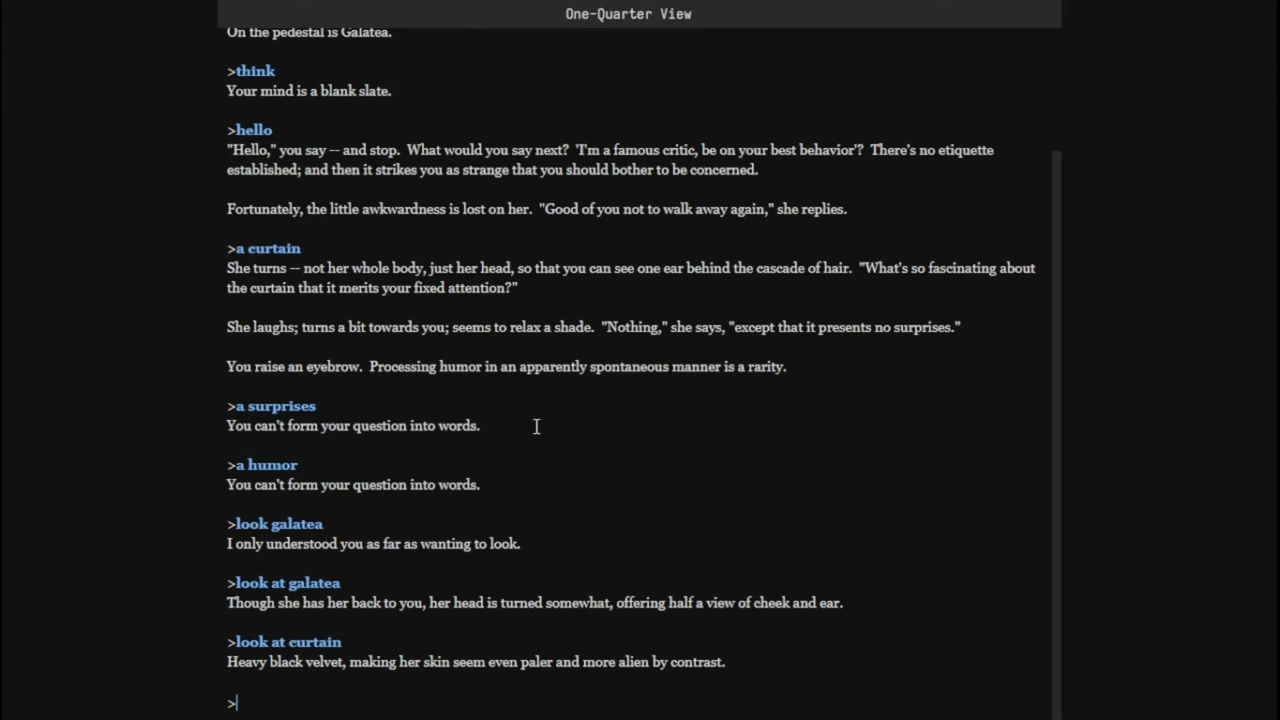 One-Quarter View
On the pedestal is Galatea.
>think
Your mind is a blank slate.
>hello
"Hello," you say -- and stop.  What would you say next?  'I'm a famous critic, be on your best behavior'?  There's no etiquette
established; and then it strikes you as strange that you should bother to be concerned.
Fortunately, the little awkwardness is lost on her.  "Good of you not to walk away again," she replies.
>a curtain
She turns -- not her whole body, just her head, so that you can see one ear behind the cascade of hair.  "What's so fascinating about
the curtain that it merits your fixed attention?"
She laughs; turns a bit towards you; seems to relax a shade.  "Nothing," she says, "except that it presents no surprises."
You raise an eyebrow.  Processing humor in an apparently spontaneous manner is a rarity.
>a surprises
You can't form your question into words.
>a humor
You can't form your question into words.
>look galatea
I only understood you as far as wanting to look.
>look at galatea
Though she has her back to you, her head is turned somewhat, offering half a view of cheek and ear.
>look at curtain
Heavy black velvet, making her skin seem even paler and more alien by contrast.
>